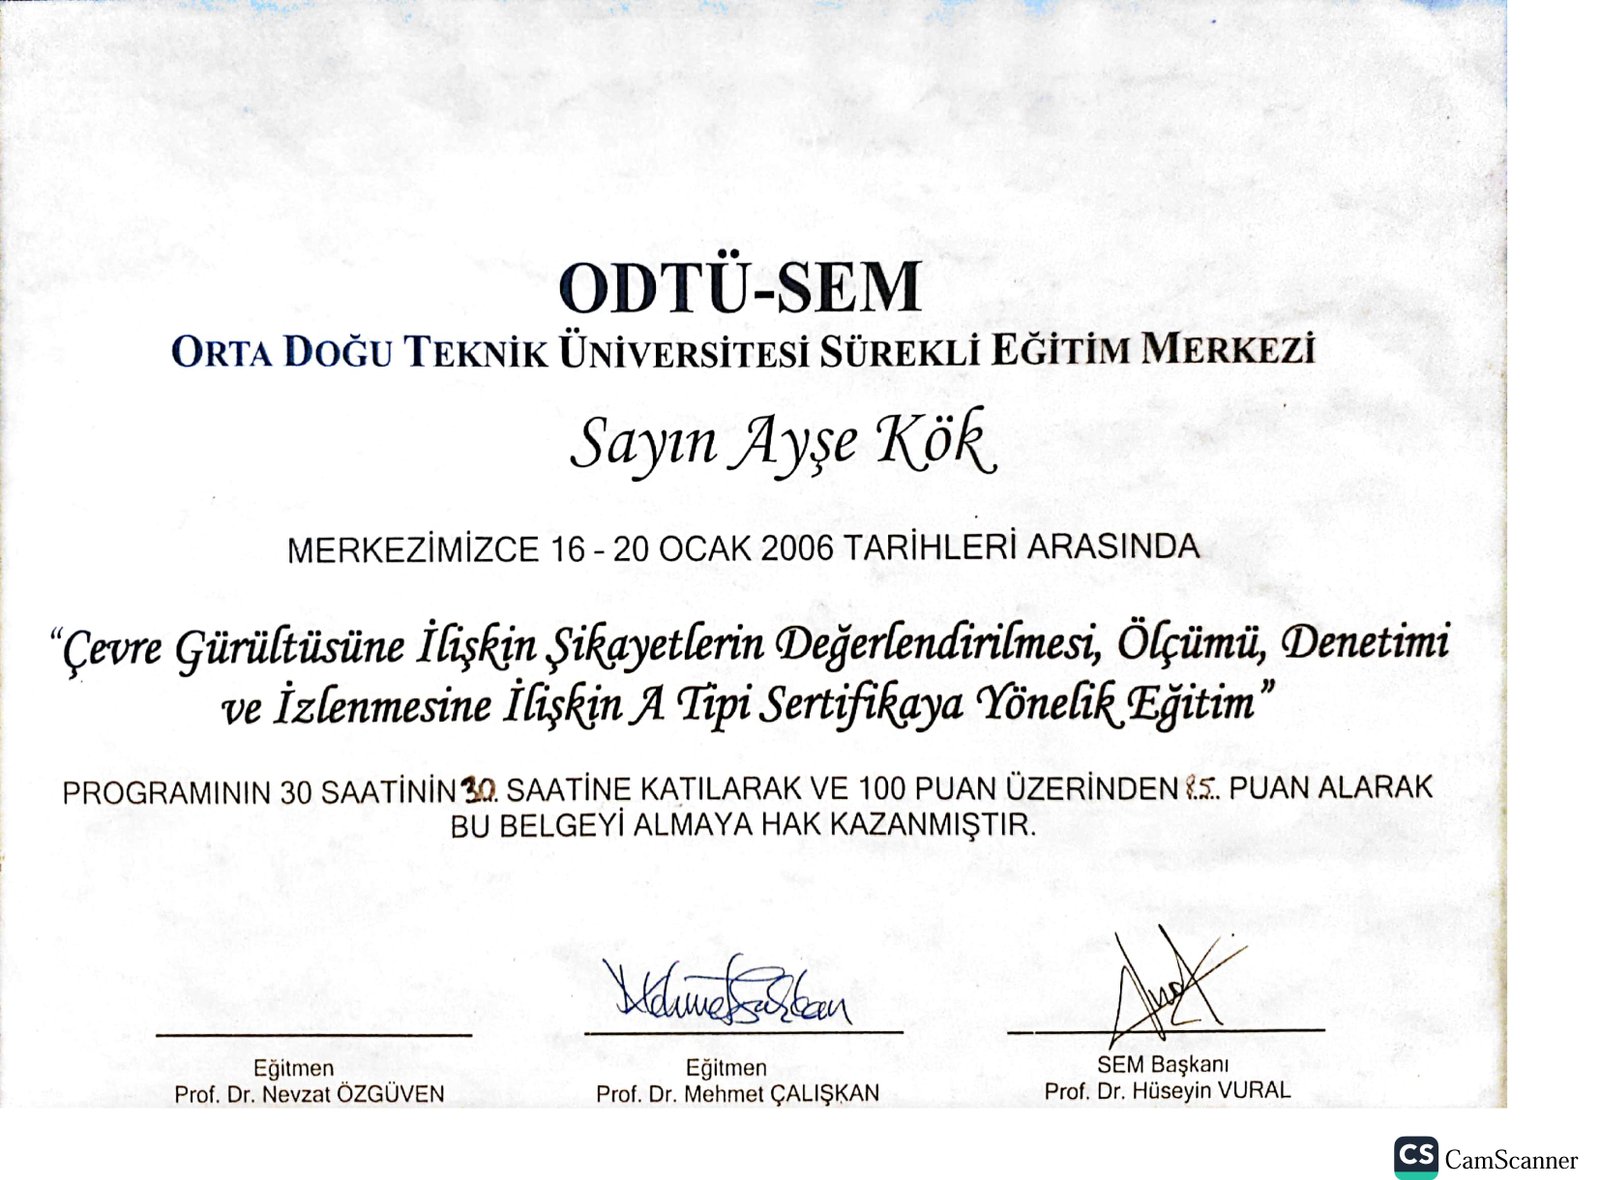 ODTÜ-SEM
ORTA DOĞU TEKNİK ÜNİVERSİTESİ SÜREKLİ EĞİTİM MERKEZİ
Sayın Ayşe Kök
MERKEZİMİZCE 16 - 20 OCAK 2006 TARİHLERİ ARASINDA
“Çevre Gürültüsüne İlişkin Şikayetlerin Değerlendirilmesi, Ölçümü, Denetimi
ve İzlenmesine İlişkin A Tipi Sertifikaya Yönelik Eğitim”
PROGRAMININ 30 SAATİNİN 30. SAATİNE KATILARAK VE 100 PUAN ÜZERİNDEN 85.. PUAN ALARAK
BU BELGEYİ ALMAYA HAK KAZANMIŞTIR.
Mehmet Çalışkan
Eğitmen
Prof. Dr. Nevzat ÖZGÜVEN
Eğitmen
Prof. Dr. Mehmet ÇALIŞKAN
SEM Başkanı
Prof. Dr. Hüseyin VURAL
CS CamScanner